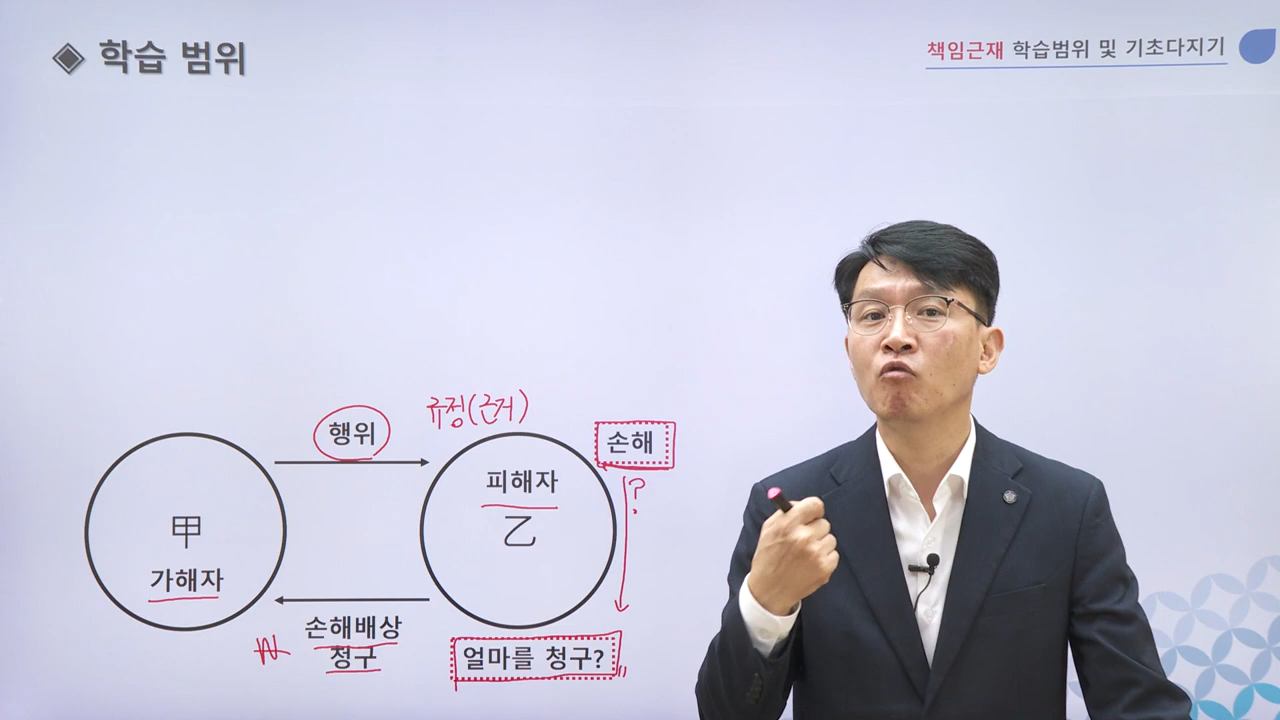 ◈ 학습 범위
책임근재 학습범위 및 기초다지기
규정(근거)
행위
손해
피해자
?
甲
乙
가해자
손해배상
청구
얼마를 청구?